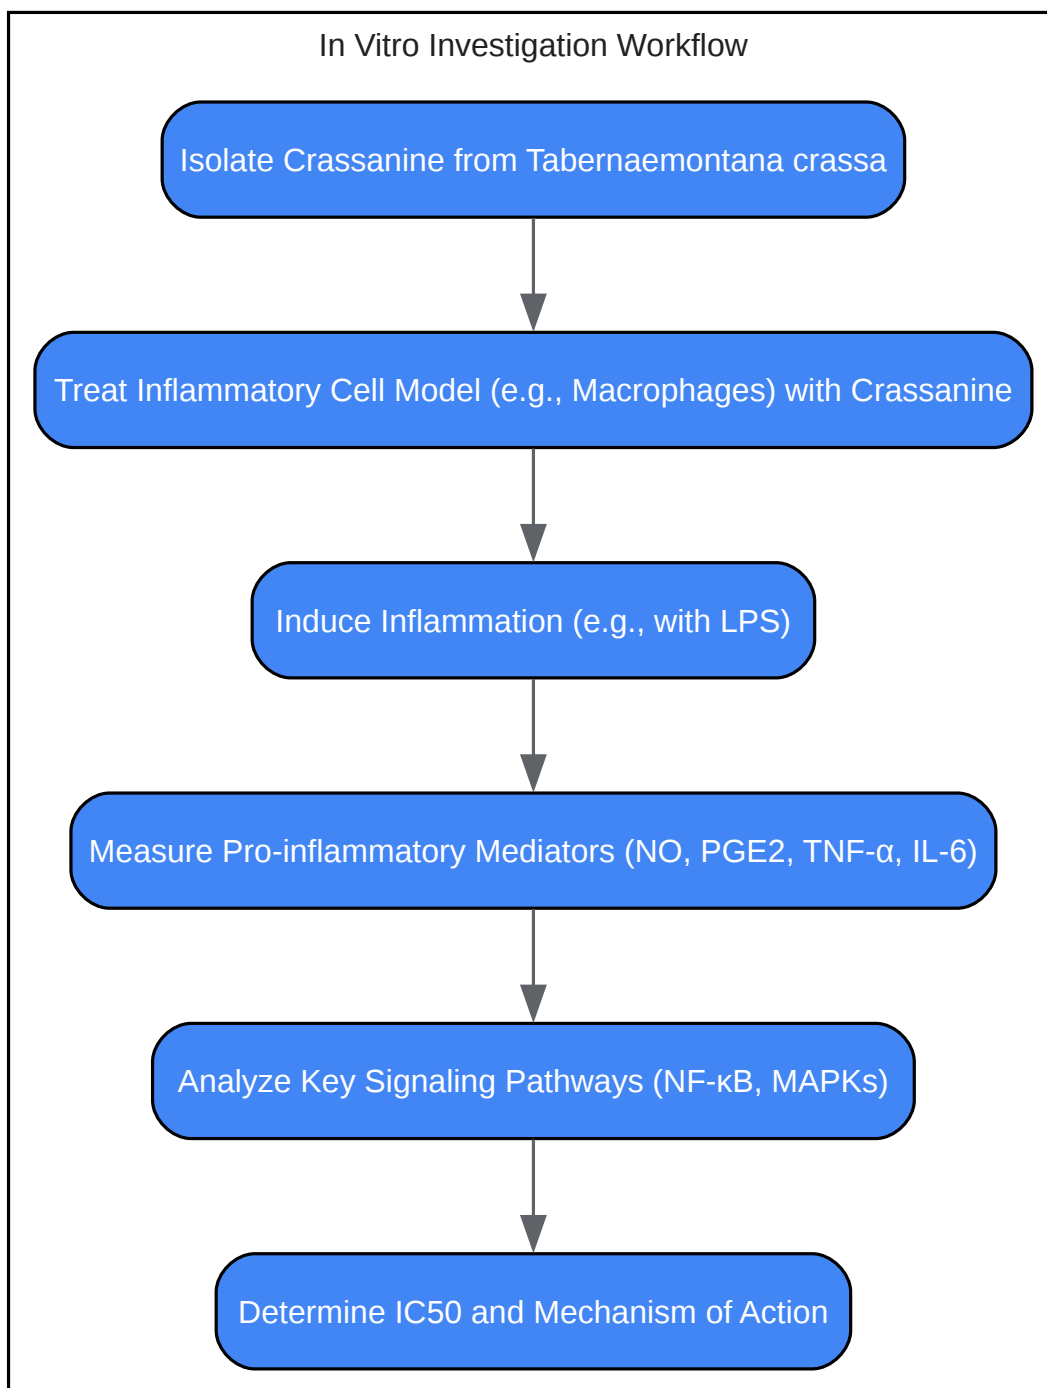 In Vitro Investigation Workflow
Isolate Crassanine from Tabernaemontana crassa
Treat Inflammatory Cell Model (e.g., Macrophages) with Crassanine
Induce Inflammation (e.g., with LPS)
Measure Pro-inflammatory Mediators (NO, PGE2, TNF-α, IL-6)
Analyze Key Signaling Pathways (NF-κB, MAPKs)
Determine IC50 and Mechanism of Action